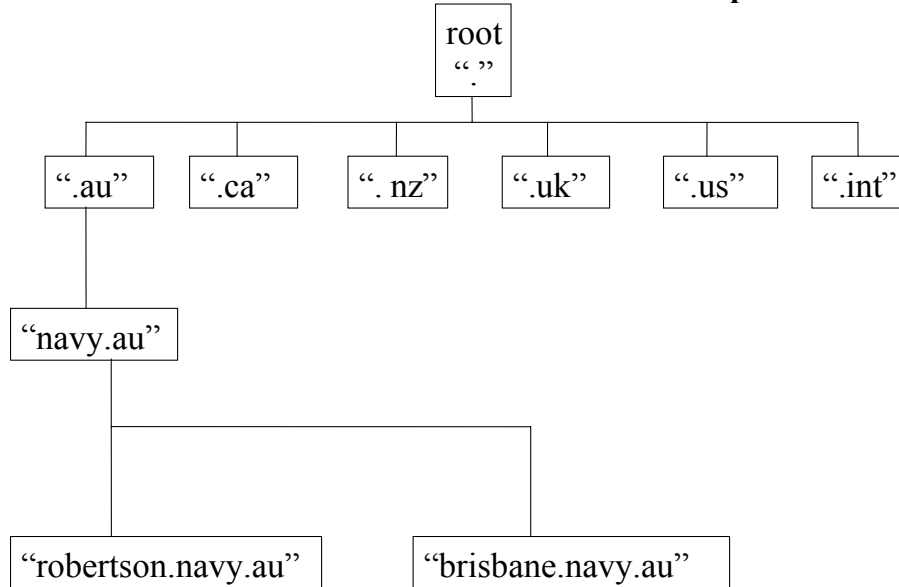 root
“.”
“.au”
“.ca”
“. nz”
“.uk”
“.us”
“.int”
“navy.au”
“robertson.navy.au”
“brisbane.navy.au”